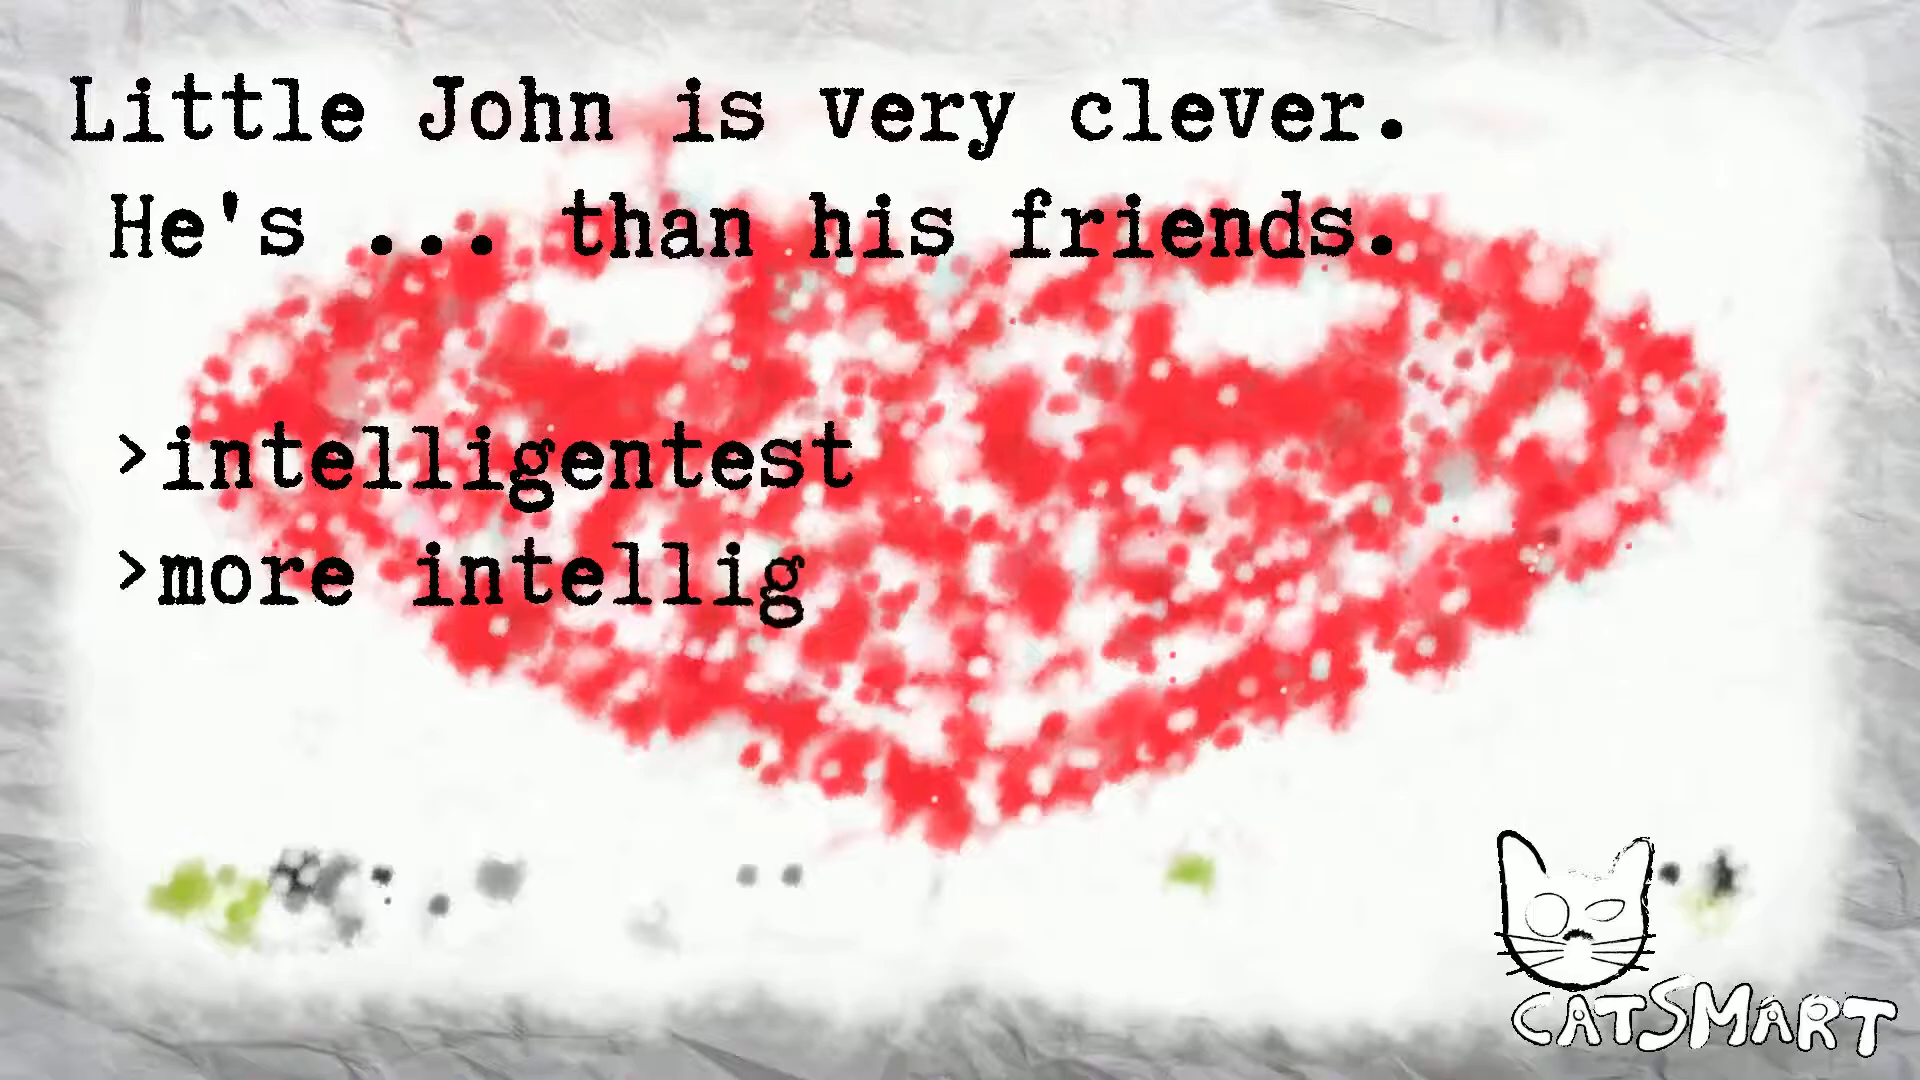 Little John is very clever.
He's ... than his friends.
>intelligentest
>more intellig
CATSMART